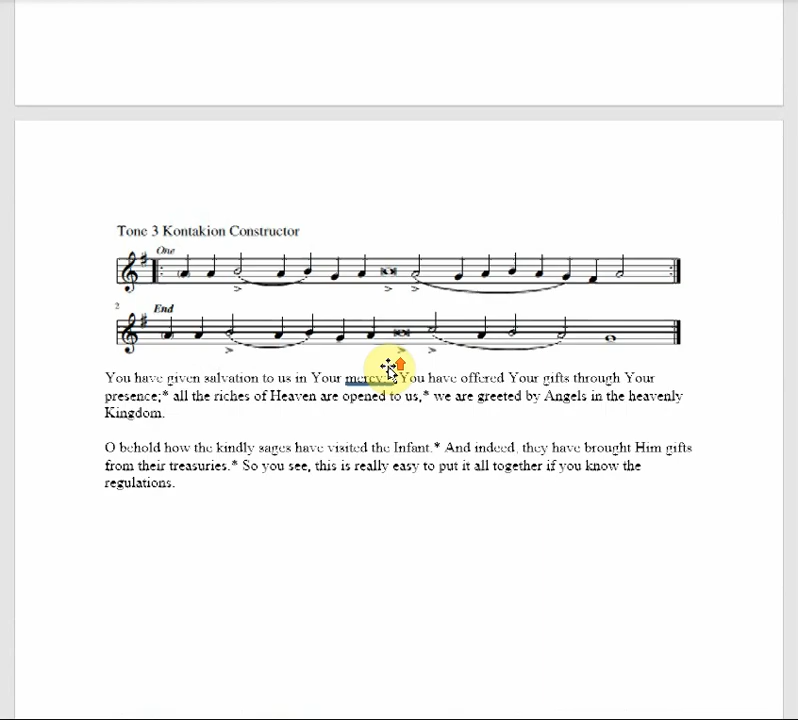 Tone 3 Kontakion Constructor
One
2
End
You have given salvation to us in Your mercy;* You have offered Your gifts through Your
presence;* all the riches of Heaven are opened to us,* we are greeted by Angels in the heavenly
Kingdom.
O behold how the kindly sages have visited the Infant.* And indeed, they have brought Him gifts
from their treasuries.* So you see, this is really easy to put it all together if you know the
regulations.